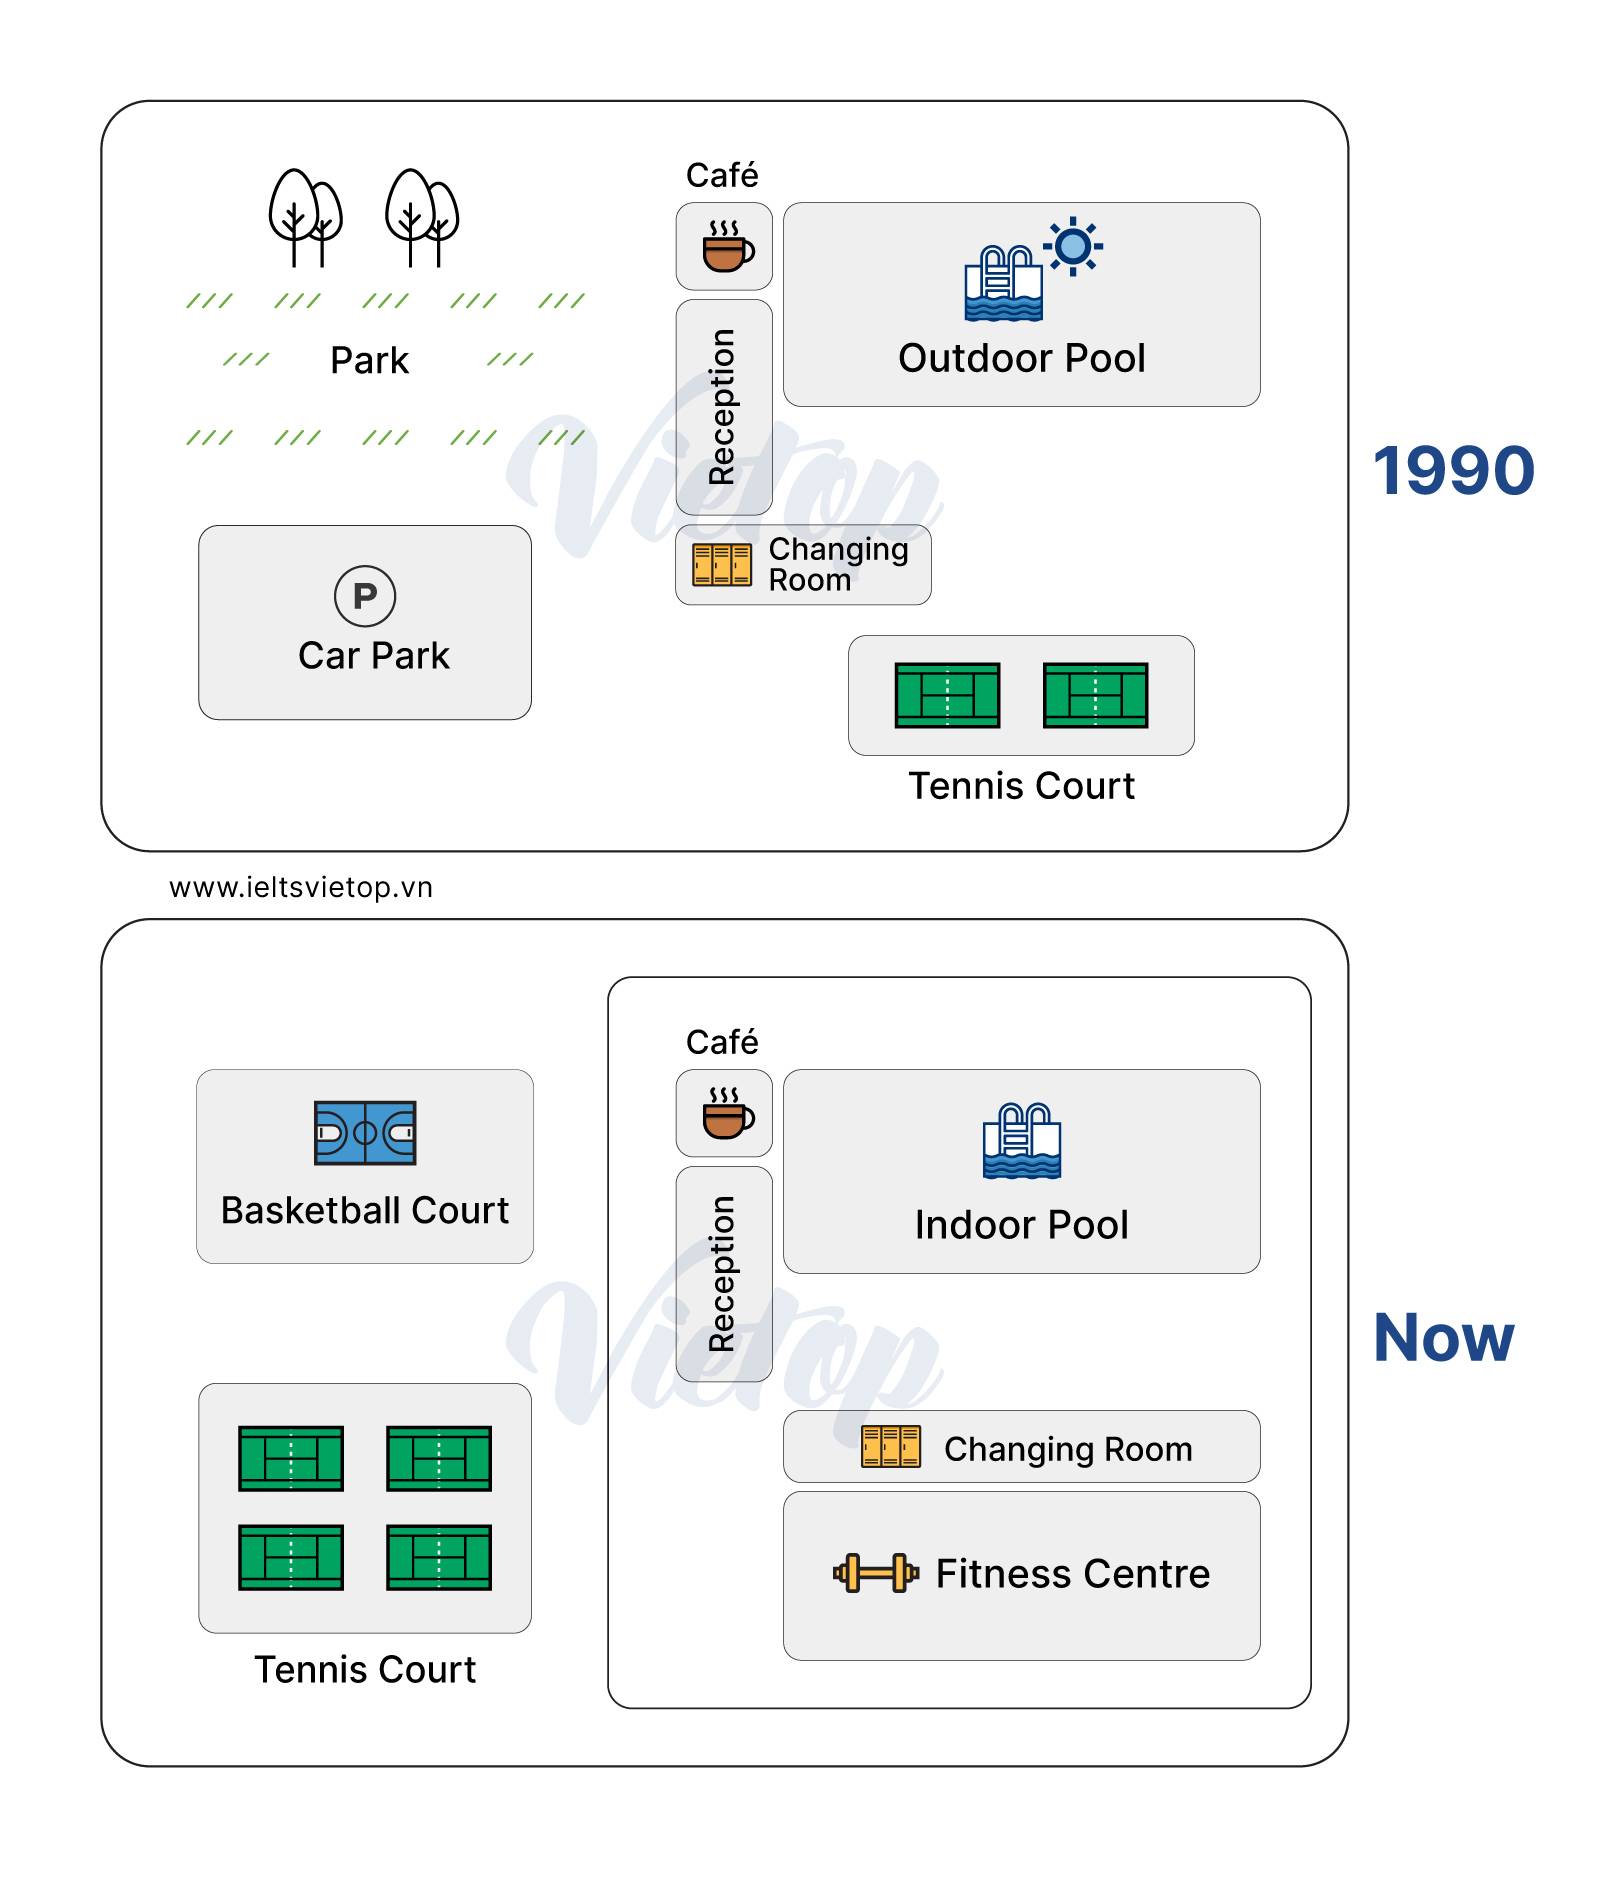 Café
Park
Reception
Outdoor Pool
1990
Changing
Room
P
Car Park
Tennis Court
Vietop
www.ieltsvietop.vn
Café
Basketball Court
Reception
Indoor Pool
Now
Vietop
Changing Room
Fitness Centre
Tennis Court